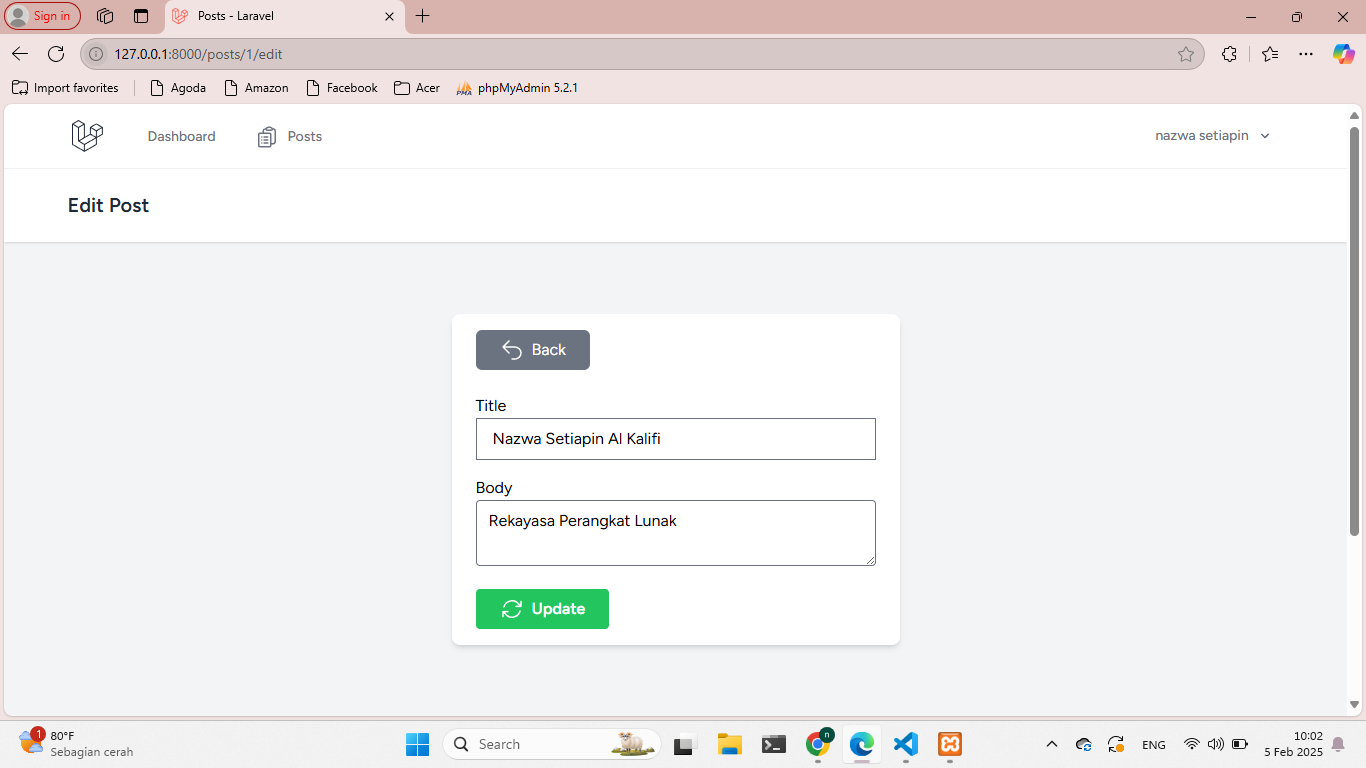 Sign in
Posts - Laravel
127.0.0.1:8000/posts/1/edit
Import favorites
Agoda
Amazon
Facebook
Acer
phpMyAdmin 5.2.1
Dashboard
Posts
nazwa setiapin
Edit Post
Back
Title
Nazwa Setiapin Al Kalifi
Body
Rekayasa Perangkat Lunak
Update
1
80°F
Sebagian cerah
Search
n
ENG
10:02
5 Feb 2025